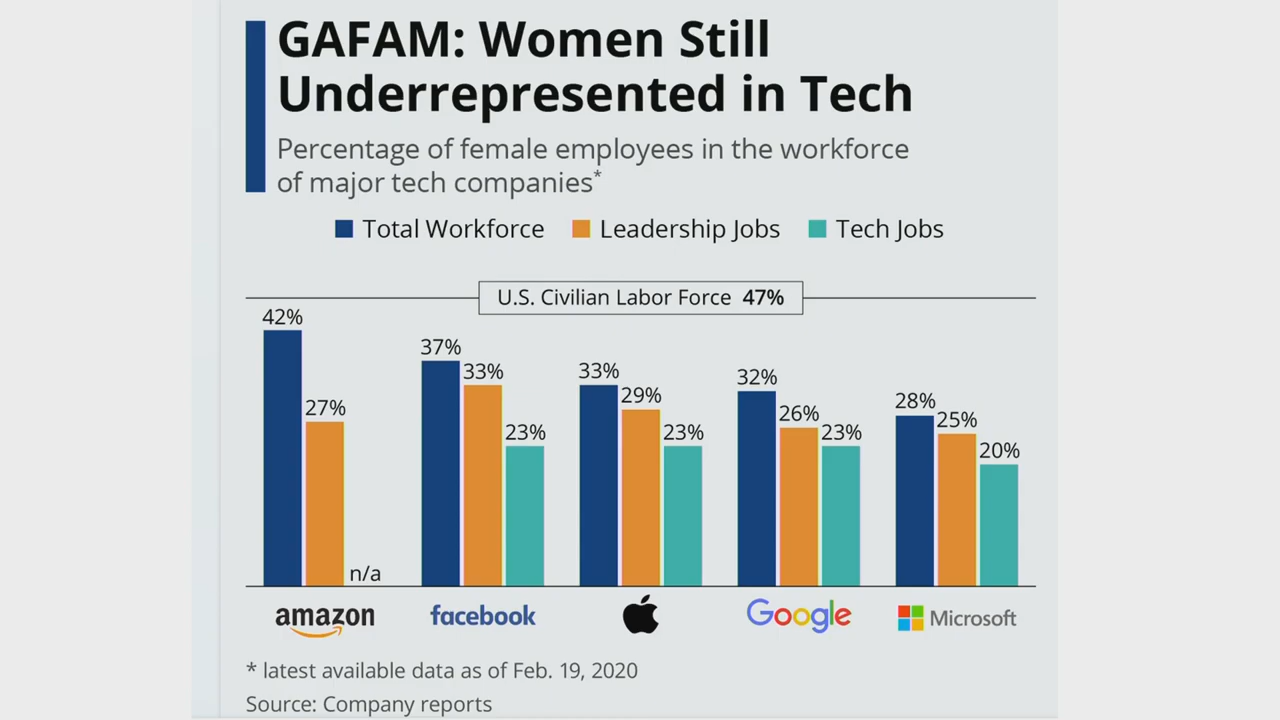 GAFAM: Women Still
Underrepresented in Tech
Percentage of female employees in the workforce
of major tech companies*
Total Workforce Leadership Jobs Tech Jobs
U.S. Civilian Labor Force 47%
42%
27%
n/a
37%
33%
23%
33%
29%
23%
32%
26%
23%
28%
25%
20%
amazon facebook Google Microsoft
* latest available data as of Feb. 19, 2020
Source: Company reports